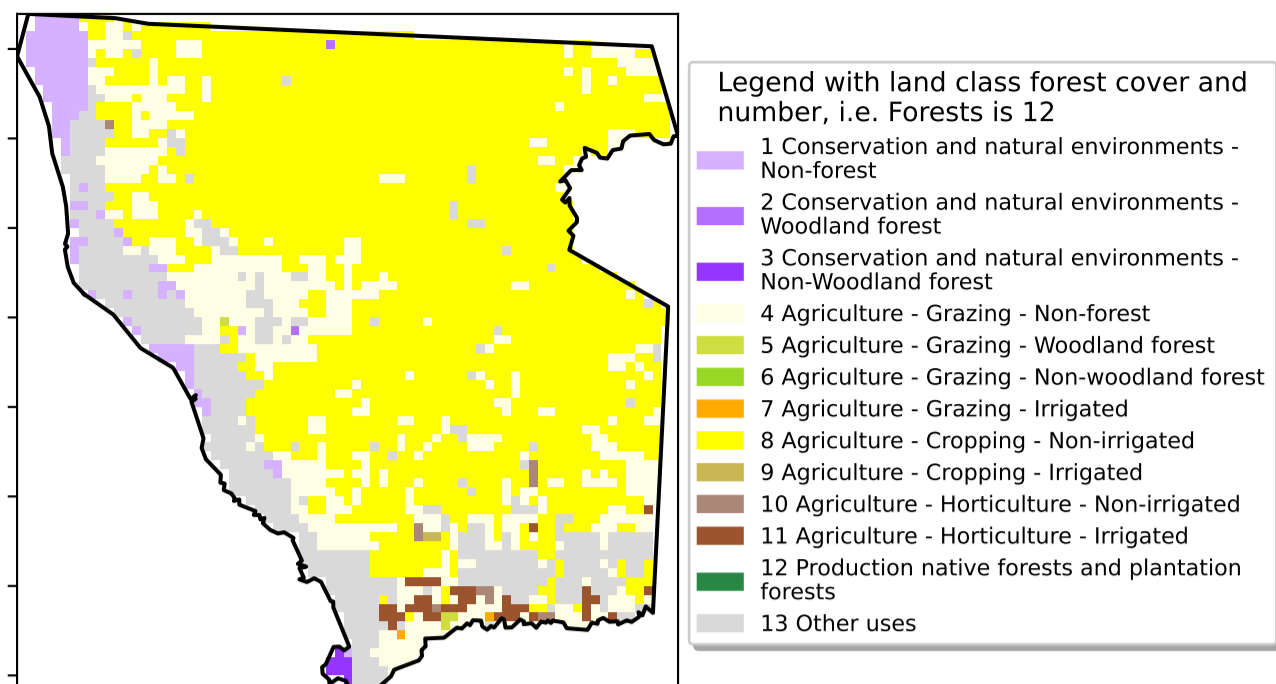 Legend with land class forest cover and
number, i.e. Forests is 12
1 Conservation and natural environments -
Non-forest
2 Conservation and natural environments -
Woodland forest
3 Conservation and natural environments -
Non-Woodland forest
4 Agriculture - Grazing - Non-forest
5 Agriculture - Grazing - Woodland forest
6 Agriculture - Grazing - Non-woodland forest
7 Agriculture - Grazing - Irrigated
8 Agriculture - Cropping - Non-irrigated
9 Agriculture - Cropping - Irrigated
10 Agriculture - Horticulture - Non-irrigated
11 Agriculture - Horticulture - Irrigated
12 Production native forests and plantation
forests
13 Other uses